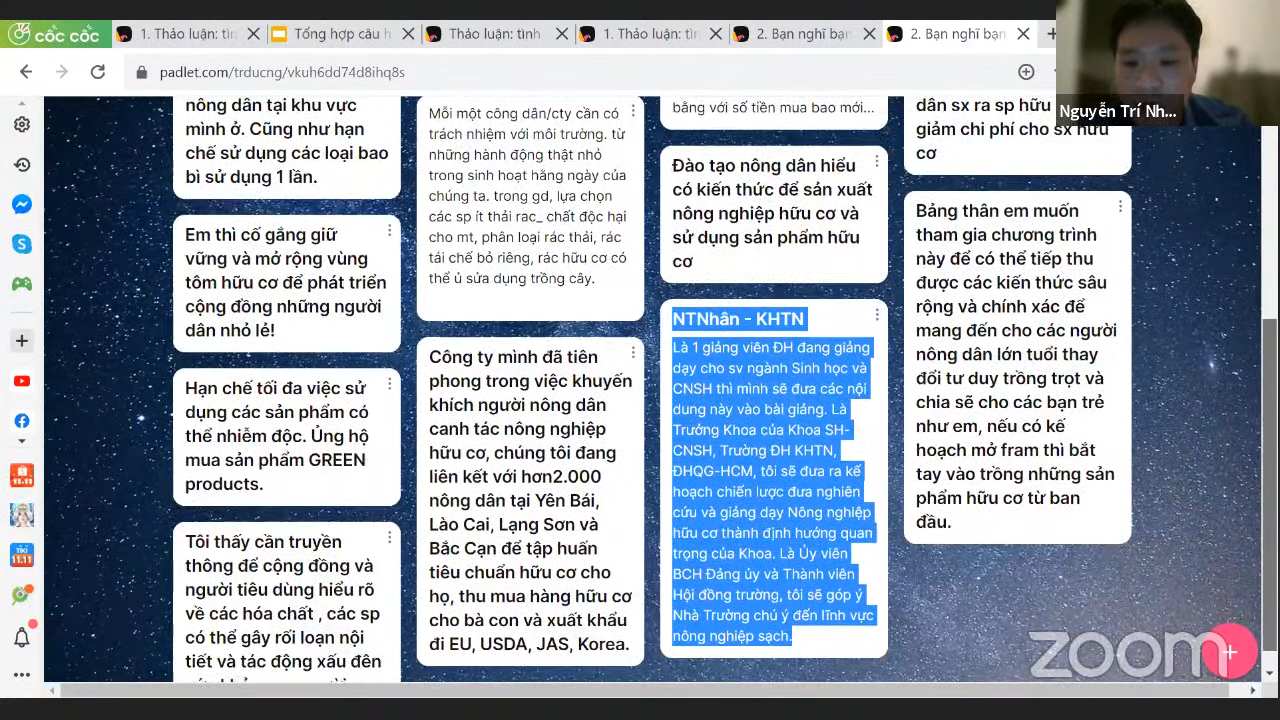 cốc cốc
1. Thảo luận: tìn
Tổng hợp câu h
Thảo luận: tình
1. Thảo luận: tìn
2. Bạn nghĩ bạn
2. Bạn nghĩ bạn
padlet.com/trducng/vkuh6dd74d8ihq8s
Nguyễn Trí Nh...
nông dân tại khu vực
mình ở. Cũng như hạn
chế sử dụng các loại bao
bì sử dụng 1 lần.
Em thì cố gắng giữ
vững và mở rộng vùng
tôm hữu cơ để phát triển
cộng đồng những người
dân nhỏ lẻ!
Hạn chế tối đa việc sử
dụng các sản phẩm có
thể nhiễm độc. Ủng hộ
mua sản phẩm GREEN
products.
Tôi thấy cần truyền
thông để cộng đồng và
người tiêu dùng hiểu rõ
về các hóa chất , các sp
có thể gây rối loạn nội
tiết và tác động xấu đên
Mỗi một công dân/cty cần có
trách nhiệm với môi trường. từ
những hành động thật nhỏ
trong sinh hoạt hằng ngày của
chúng ta. trong gd, lựa chọn
các sp ít thải rac_ chất độc hại
cho mt, phân loại rác thải, rác
tái chế bỏ riêng, rác hữu cơ có
thể ủ sửa dụng trồng cây.
Công ty mình đã tiên
phong trong việc khuyến
khích người nông dân
canh tác nông nghiệp
hữu cơ, chúng tôi đang
liên kết với hơn2.000
nông dân tại Yên Bái,
Lào Cai, Lạng Sơn và
Bắc Cạn để tập huấn
tiêu chuẩn hữu cơ cho
họ, thu mua hàng hữu cơ
cho bà con và xuất khẩu
đi EU, USDA, JAS, Korea.
bằng với số tiền mua bao mới...
Đào tạo nông dân hiểu
có kiến thức để sản xuất
nông nghiệp hữu cơ và
sử dụng sản phẩm hữu
cơ
NTNhân - KHTN
Là 1 giảng viên ĐH đang giảng
dạy cho sv ngành Sinh học và
CNSH thì mình sẽ đưa các nội
dung này vào bài giảng. Là
Trưởng Khoa của Khoa SH-
CNSH, Trường ĐH KHTN,
ĐHQG-HCM, tôi sẽ đưa ra kế
hoạch chiến lược đưa nghiên
cứu và giảng dạy Nông nghiệp
hữu cơ thành định hướng quan
trọng của Khoa. Là Ủy viên
BCH Đảng ủy và Thành viên
Hội đồng trường, tôi sẽ góp ý
Nhà Trường chú ý đến lĩnh vực
nông nghiệp sạch.
dân sx ra sp hữu
giảm chi phí cho sx hưu
cơ
Bảng thân em muốn
tham gia chương trình
này để có thể tiếp thu
được các kiến thức sâu
rộng và chính xác để
mang đến cho các người
nông dân lớn tuổi thay
đổi tư duy trồng trọt và
chia sẽ cho các bạn trẻ
như em, nếu có kế
hoạch mở fram thì bắt
tay vào trồng những sản
phẩm hữu cơ từ ban
đầu.
11.11
TIKI
11.11
zoom